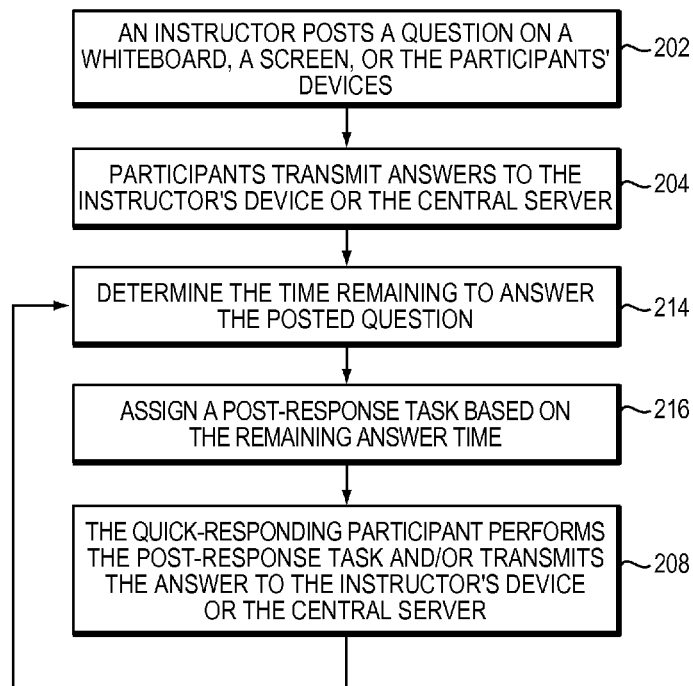 AN INSTRUCTOR POSTS A QUESTION ON A
WHITEBOARD, A SCREEN, OR THE PARTICIPANTS'
DEVICES
202
PARTICIPANTS TRANSMIT ANSWERS TO THE
INSTRUCTOR'S DEVICE OR THE CENTRAL SERVER
204
DETERMINE THE TIME REMAINING TO ANSWER
THE POSTED QUESTION
214
ASSIGN A POST-RESPONSE TASK BASED ON
THE REMAINING ANSWER TIME
216
THE QUICK-RESPONDING PARTICIPANT PERFORMS
THE POST-RESPONSE TASK AND/OR TRANSMITS
THE ANSWER TO THE INSTRUCTOR'S DEVICE
OR THE CENTRAL SERVER
208